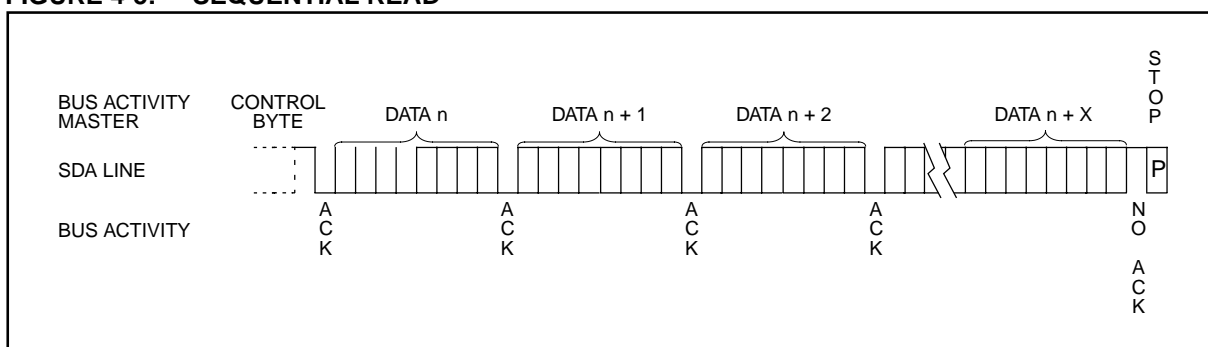 FIGURE 4-3: SEQUENTIAL READ
BUS ACTIVITY
MASTER
CONTROL
BYTE
DATA n
DATA n + 1
DATA n + 2
DATA n + X
STOP
SDA LINE
P
BUS ACTIVITY
ACK
ACK
ACK
ACK
NO ACK